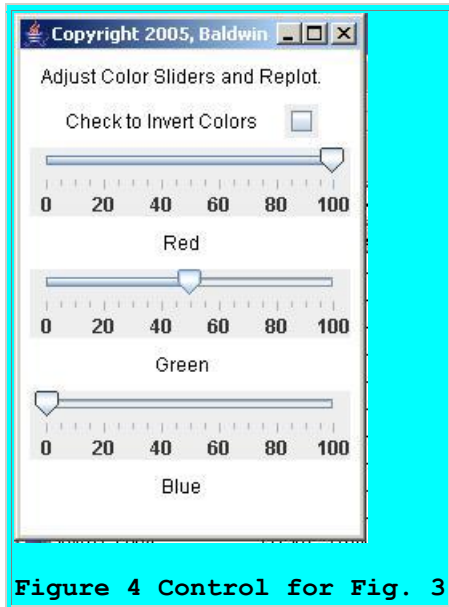 Copyright 2005, Baldwin
Adjust Color Sliders and Replot.
Check to Invert Colors
0 20 40 60 80 100
Red
0 20 40 60 80 100
Green
0 20 40 60 80 100
Blue
Figure 4 Control for Fig. 3